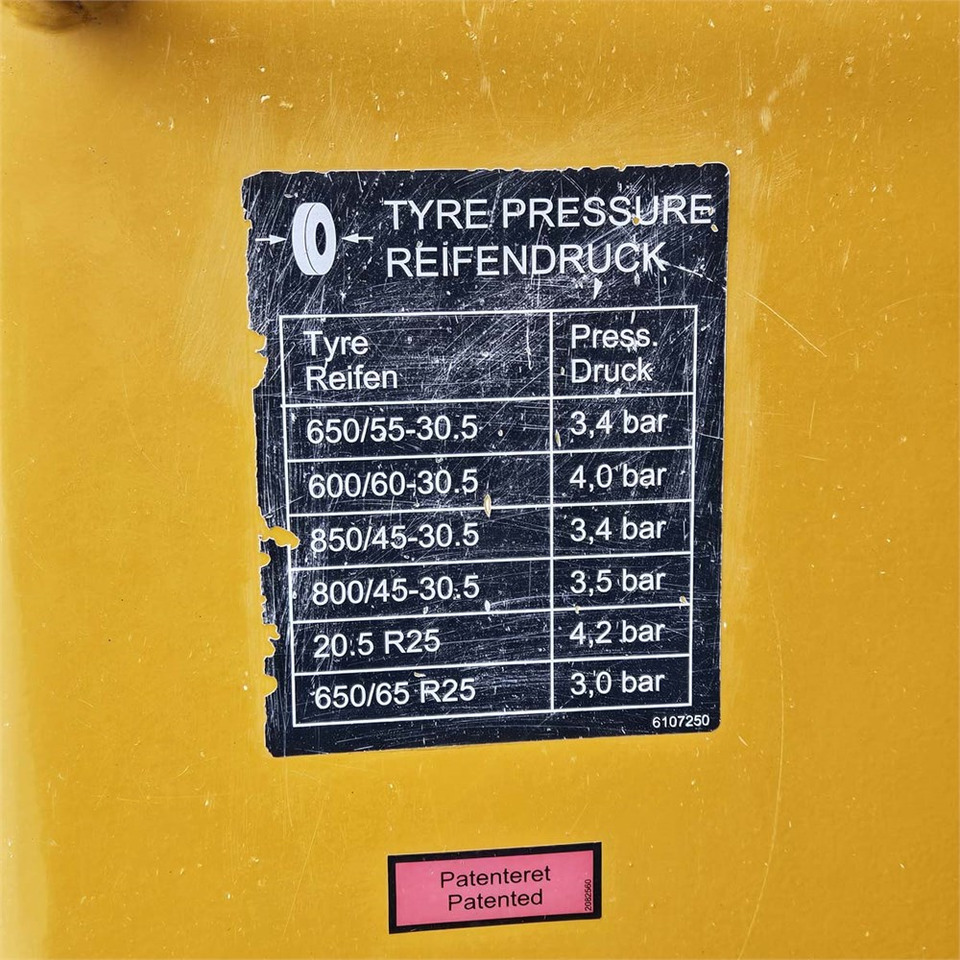 TYRE PRESSURE
REIFENDRUCK
Tyre
Reifen
Press.
Druck
650/55-30.5 3,4 bar
600/60-30.5 4,0 bar
850/45-30.5 3,4 bar
800/45-30.5 3,5 bar
20.5 R25 4,2 bar
650/65 R25 3,0 bar
6107250
Patenteret
Patented
2082560